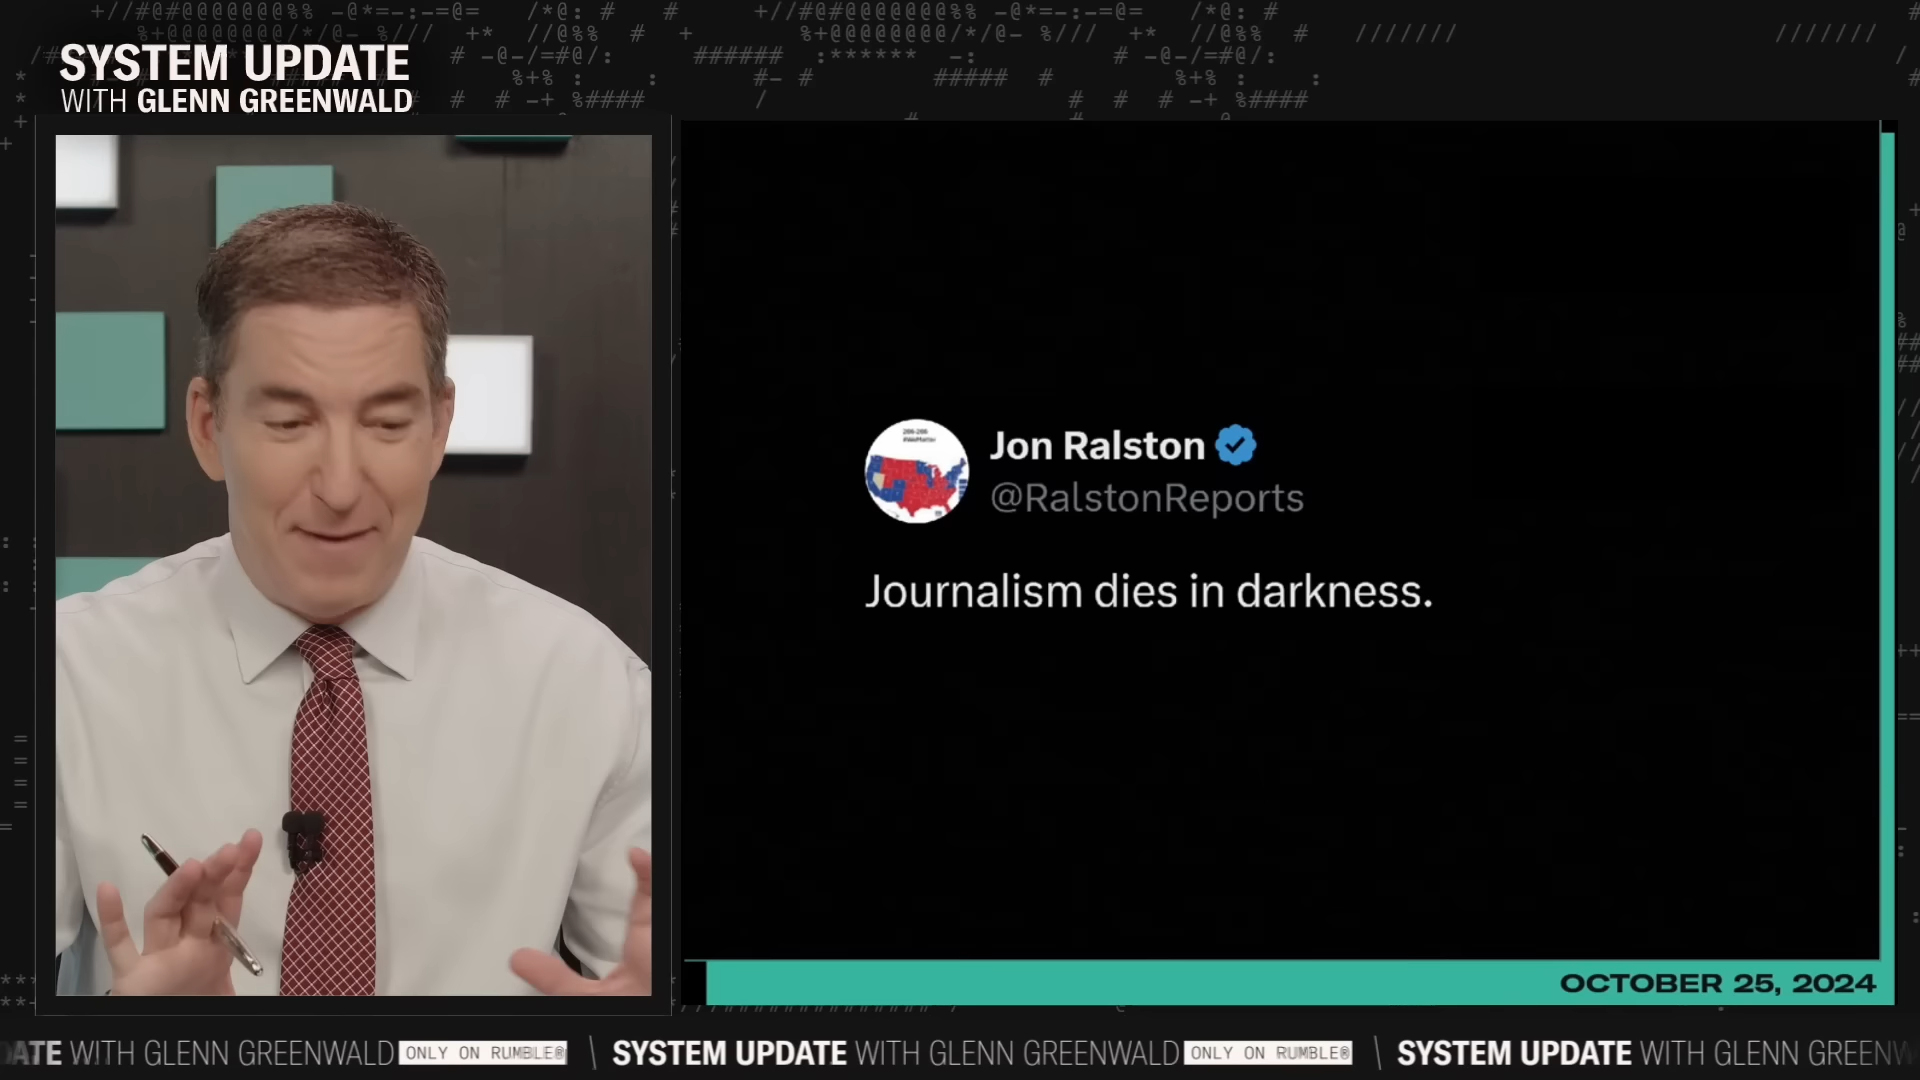 SYSTEM UPDATE
WITH GLENN GREENWALD
Jon Ralston
@RalstonReports
Journalism dies in darkness.
OCTOBER 25, 2024
ATE WITH GLENN GREENWALD ONLY ON RUMBLE® \ SYSTEM UPDATE WITH GLENN GREENWALD ONLY ON RUMBLE® \ SYSTEM UPDATE WITH GLENN GREENW